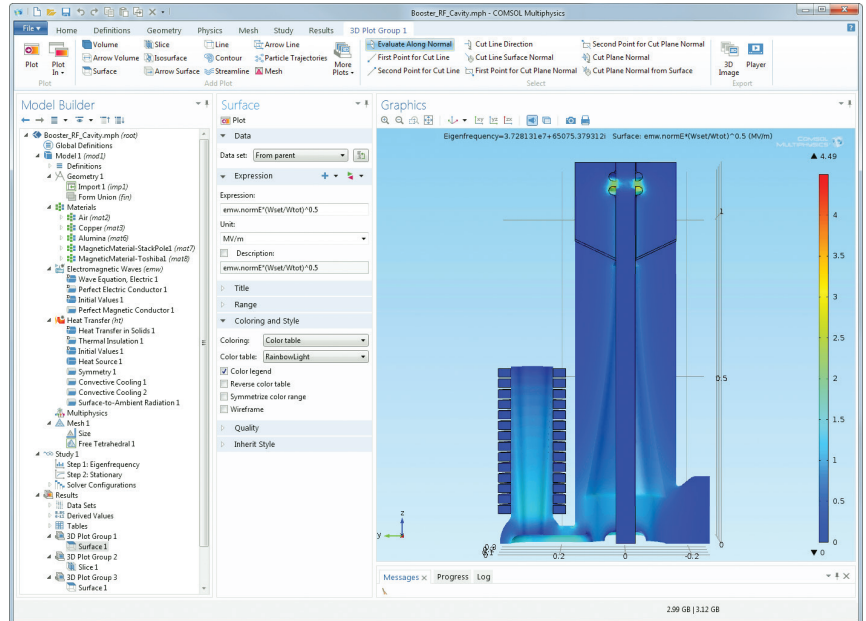 Booster_RF_Cavity.mph - COMSOL Multiphysics
File Home Definitions Geometry Physics Mesh Study Results 3D Plot Group 1
Plot
Plot In
Plot
Volume Slice Line Arrow Line
Arrow Volume Isosurface Contour Particle Trajectories
Surface Arrow Surface Streamline Mesh
More Plots
Add Plot
Evaluate Along Normal Cut Line Direction Second Point for Cut Plane Normal
First Point for Cut Line Cut Line Surface Normal Cut Plane Normal
Second Point for Cut Line First Point for Cut Plane Normal Cut Plane Normal from Surface
Select
3D Image
Player
Export
Model Builder
Booster_RF_Cavity.mph (root)
Global Definitions
Model 1 (mod1)
Definitions
Geometry 1
Import 1 (imp1)
Form Union (fin)
Materials
Air (mat2)
Copper (mat3)
Alumina (mat6)
MagneticMaterial-StackPole1 (mat7)
MagneticMaterial-Toshiba1 (mat8)
Electromagnetic Waves (emw)
Wave Equation, Electric 1
Perfect Electric Conductor 1
Initial Values 1
Perfect Magnetic Conductor 1
Heat Transfer (ht)
Heat Transfer in Solids 1
Thermal Insulation 1
Initial Values 1
Heat Source 1
Symmetry 1
Convective Cooling 1
Convective Cooling 2
Surface-to-Ambient Radiation 1
Multiphysics
Mesh 1
Size
Free Tetrahedral 1
Study 1
Step 1: Eigenfrequency
Step 2: Stationary
Solver Configurations
Results
Data Sets
Derived Values
Tables
3D Plot Group 1
Surface 1
3D Plot Group 2
Slice 1
3D Plot Group 3
Surface 1
Surface
Plot
Data
Data set: From parent
Expression
Expression:
emw.normE*(Wset/Wtot)^0.5
Unit:
MV/m
Description:
emw.normE*(Wset/Wtot)^0.5
Title
Range
Coloring and Style
Coloring: Color table
Color table: RainbowLight
Color legend
Reverse color table
Symmetrize color range
Wireframe
Quality
Inherit Style
Graphics
Eigenfrequency=3.728131e7+65075.379312i Surface: emw.normE*(Wset/Wtot)^0.5 (MV/m)
COMSOL
MULTIPHYSICS
▲ 4.49
4
3.5
3
2.5
2
1.5
1
0.5
0
▼ 0
1
0.5
0
0.2 0 -0.2
z
y
Messages Progress Log
2.99 GB | 3.12 GB